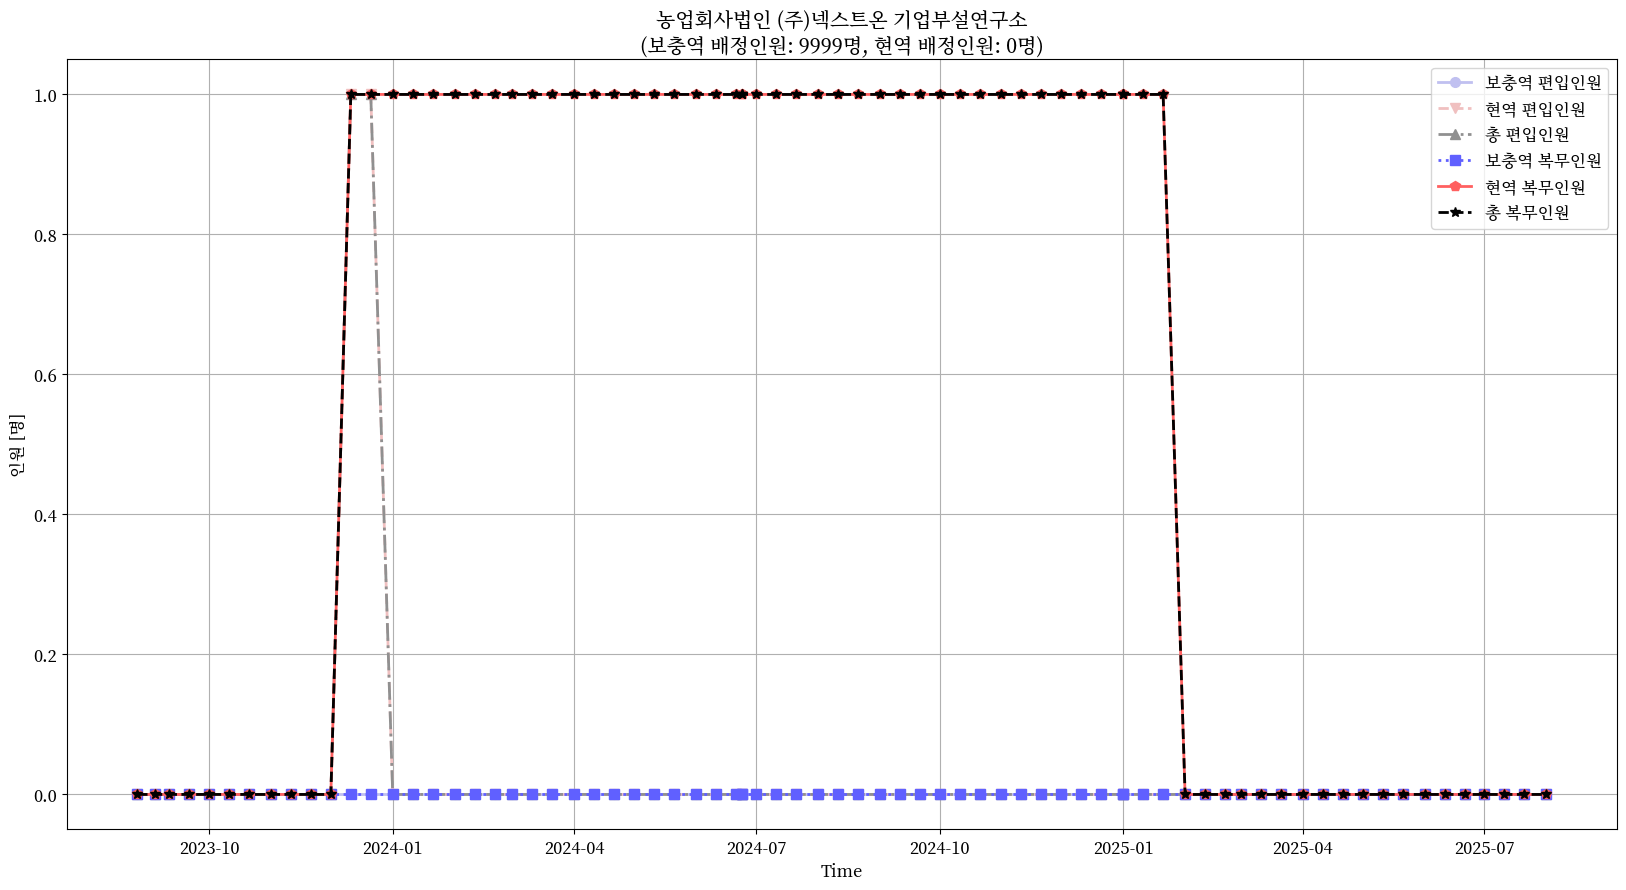 농업회사법인 (주)넥스트온 기업부설연구소
(보충역 배정인원: 9999명, 현역 배정인원: 0명)
보충역 편입인원
현역 편입인원
총 편입인원
보충역 복무인원
현역 복무인원
총 복무인원
인원 [명]
1.0
0.8
0.6
0.4
0.2
0.0
2023-10
2024-01
2024-04
2024-07
2024-10
2025-01
2025-04
2025-07
Time